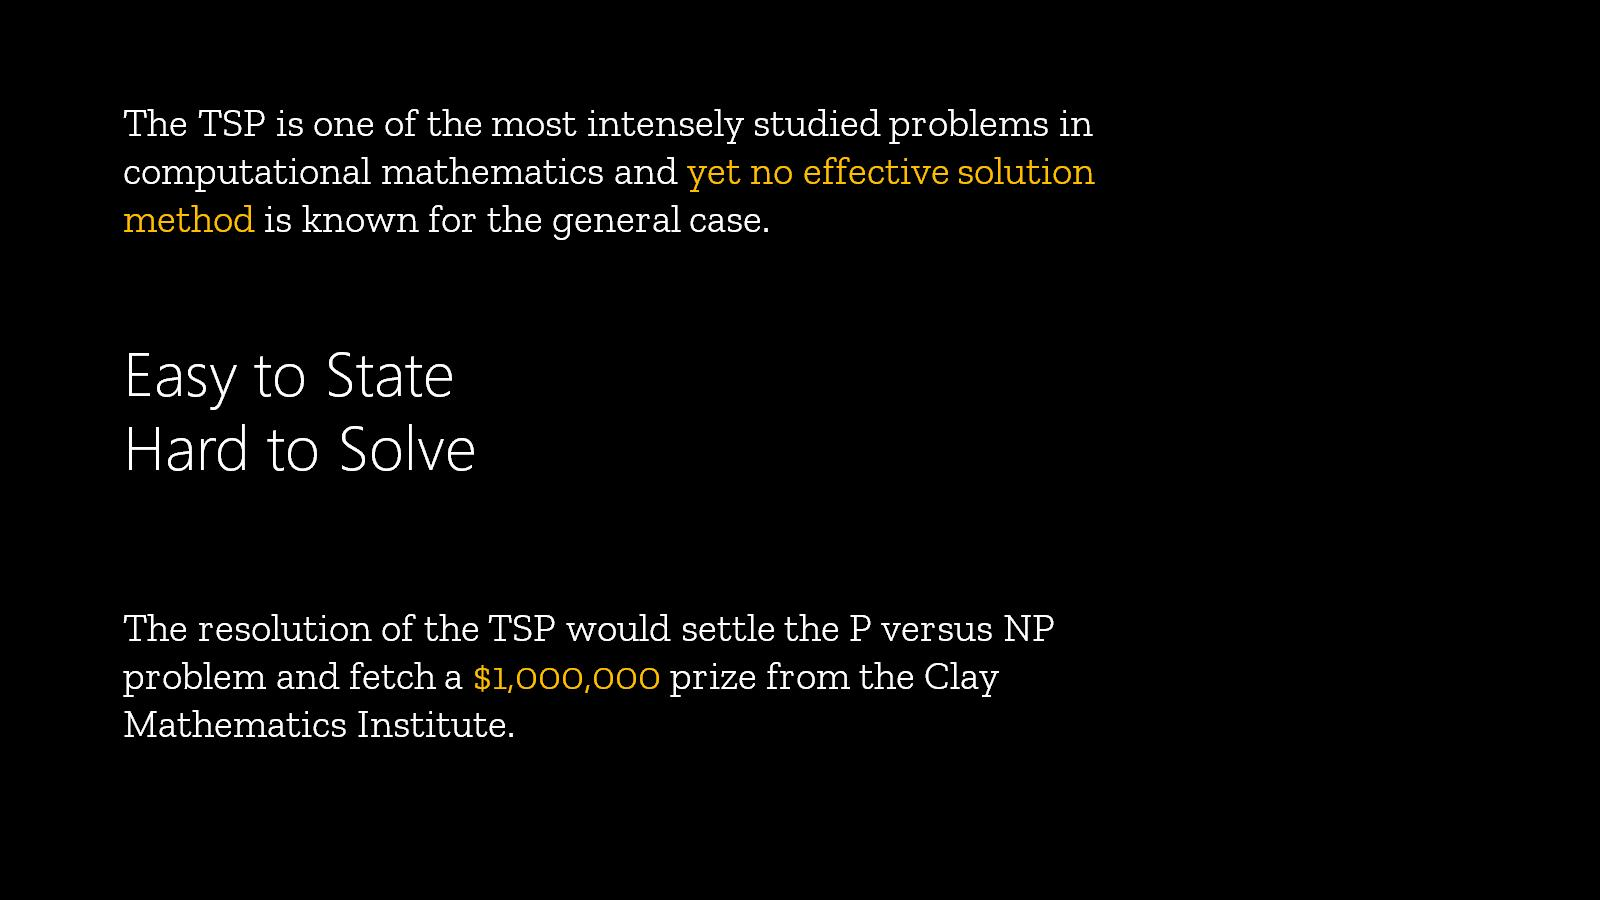 The TSP is one of the most intensely studied problems in
computational mathematics and yet no effective solution
method is known for the general case.
Easy to State
Hard to Solve
The resolution of the TSP would settle the P versus NP
problem and fetch a $1,000,000 prize from the Clay
Mathematics Institute.